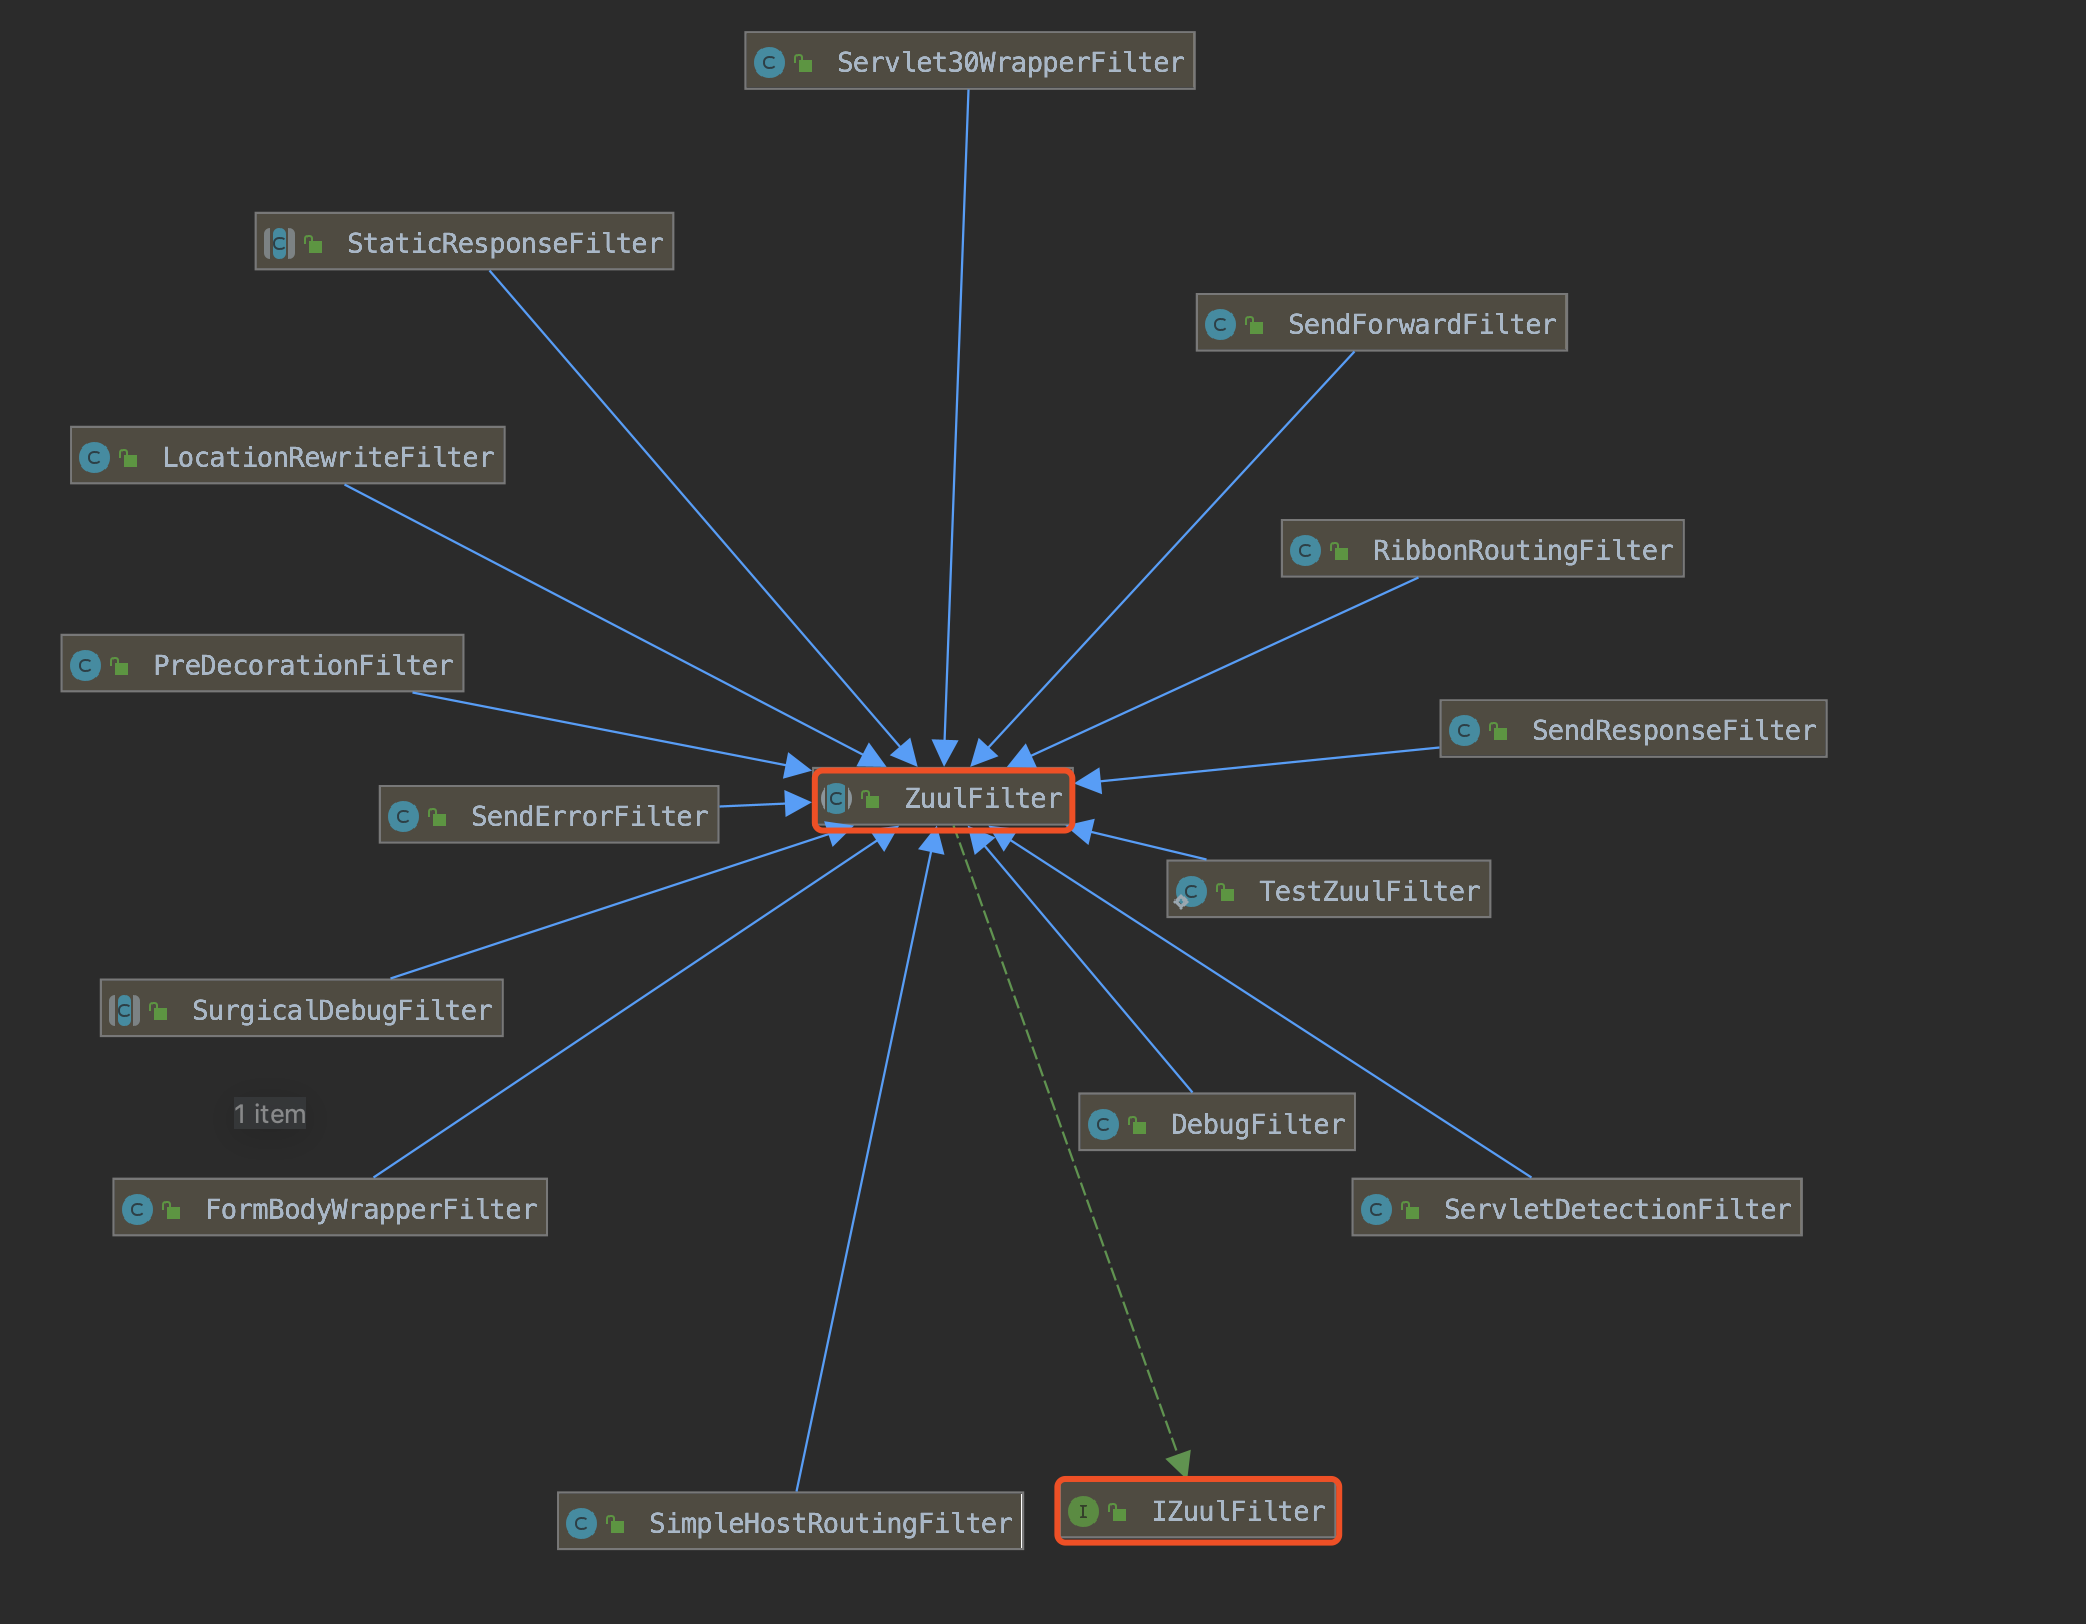 Servlet30WrapperFilter
StaticResponseFilter
SendForwardFilter
LocationRewriteFilter
RibbonRoutingFilter
PreDecorationFilter
SendResponseFilter
ZuulFilter
SendErrorFilter
TestZuulFilter
SurgicalDebugFilter
1 item
DebugFilter
FormBodyWrapperFilter
ServletDetectionFilter
SimpleHostRoutingFilter
IZuulFilter